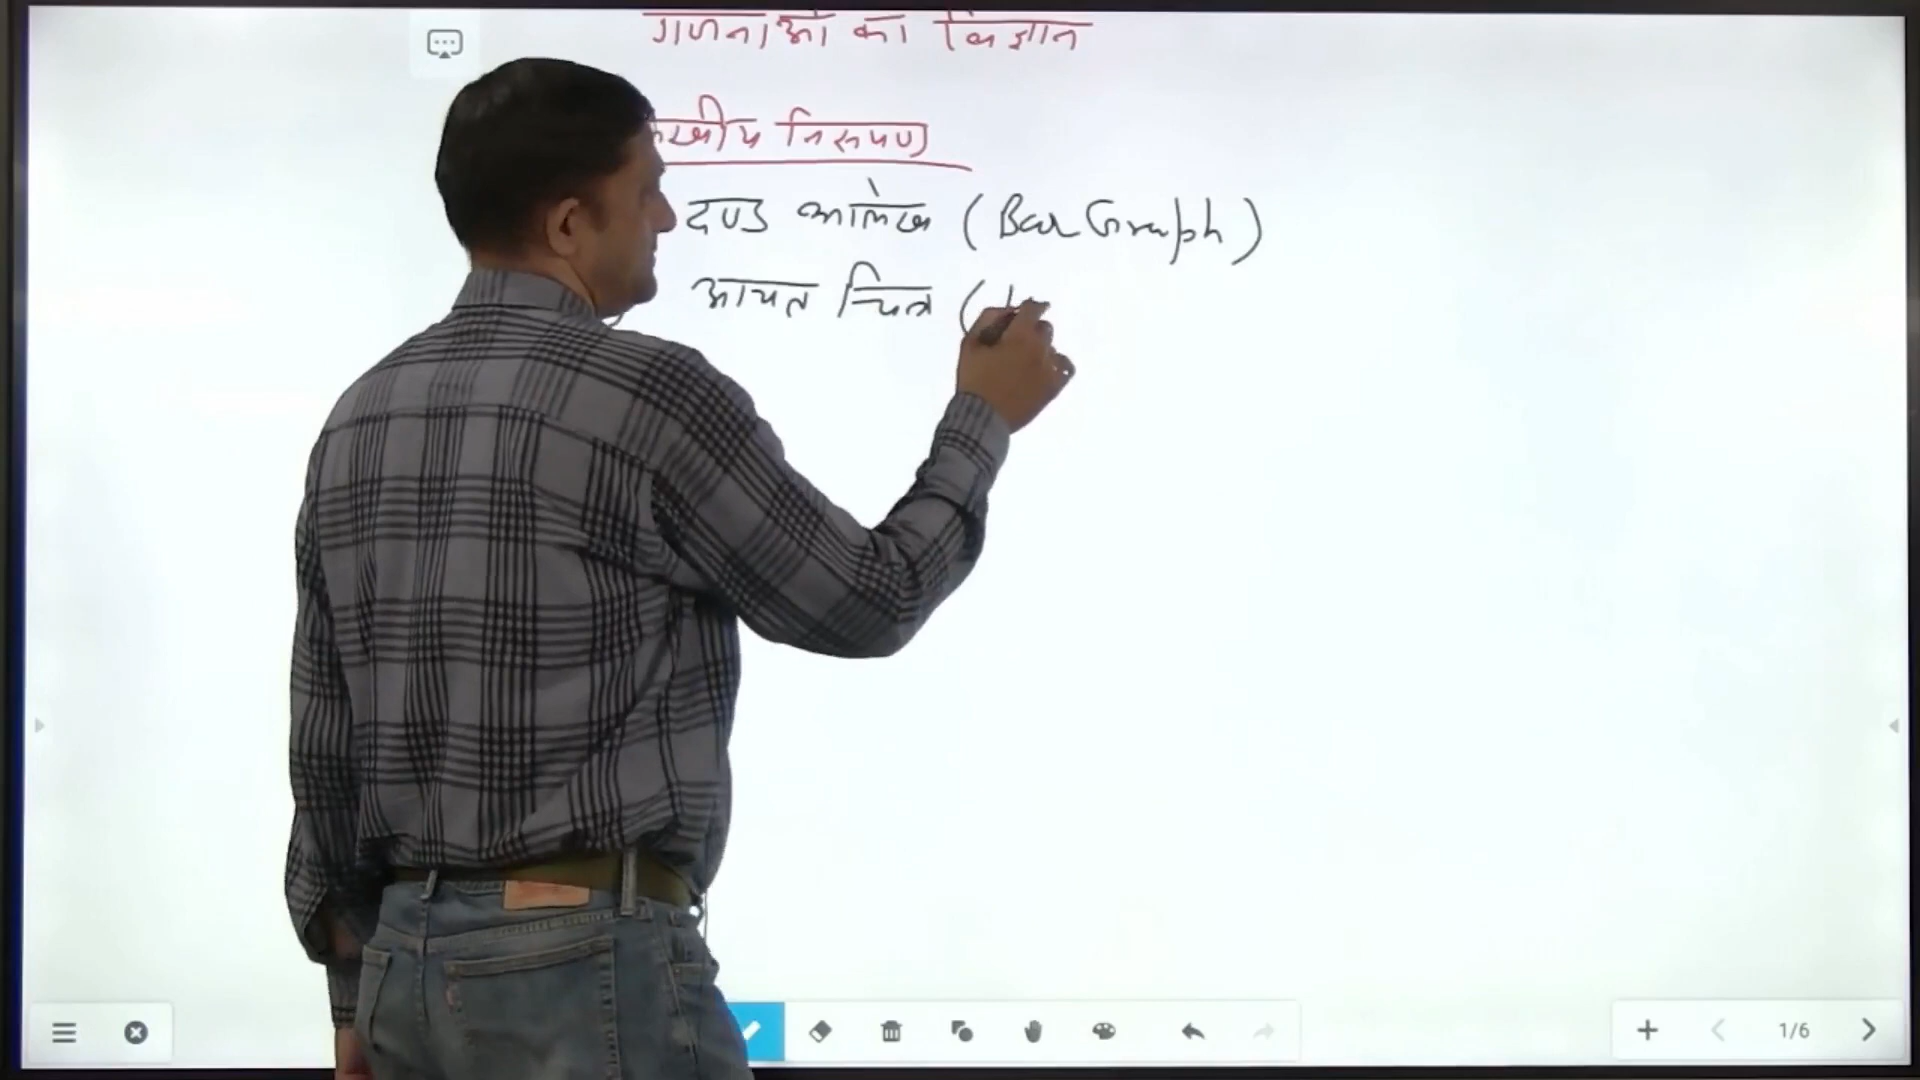 गणनाओं का विज्ञान
निरूपण
दण्ड आलेख (Bar Graph)
आयत चित्र (
1/6